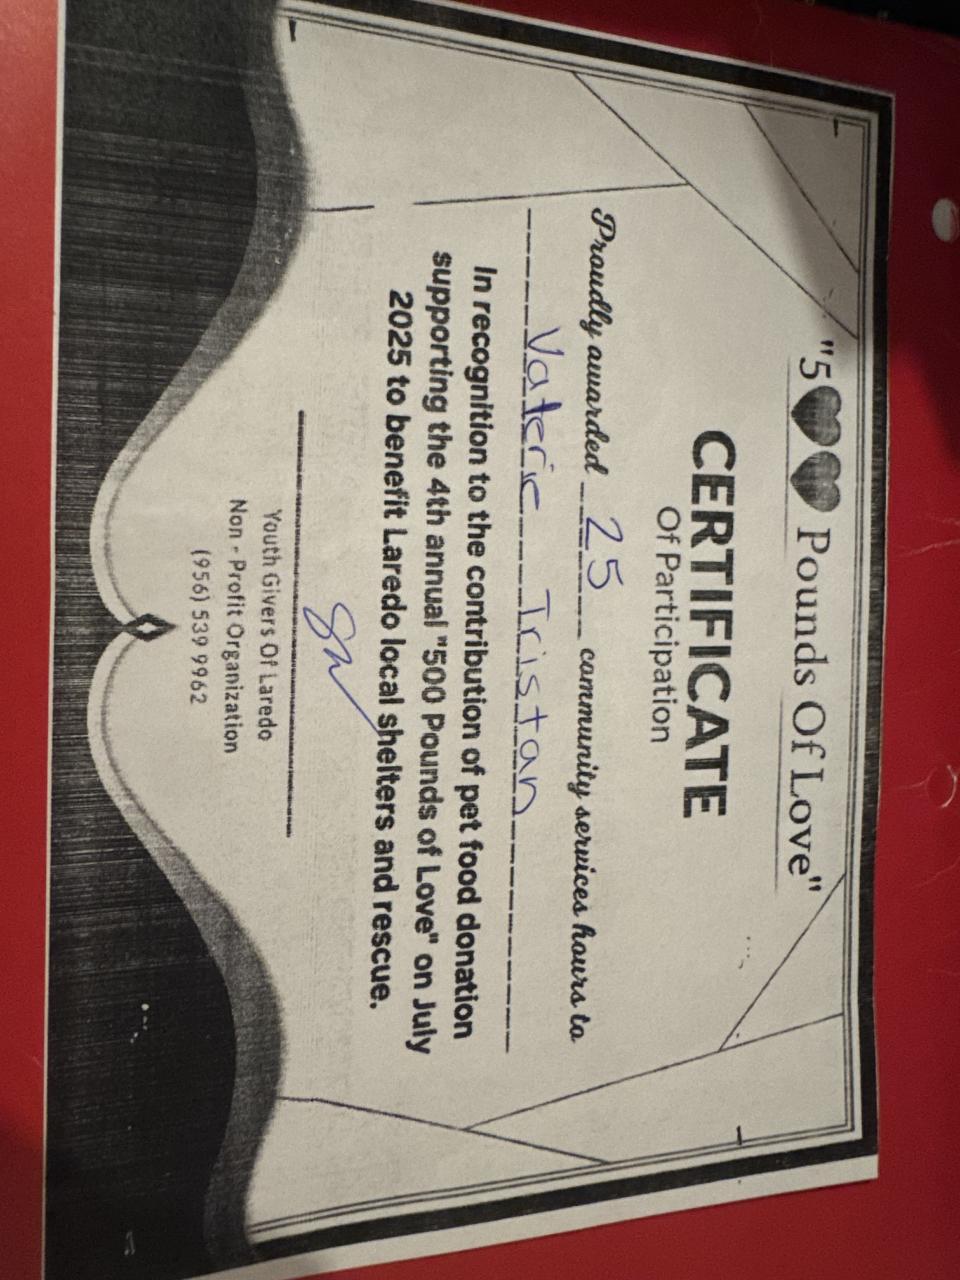 "5♥♥ Pounds Of Love"
CERTIFICATE
Of Participation
Proudly awarded 25 community services hours to
Valerie Tristan
In recognition to the contribution of pet food donation
supporting the 4th annual "500 Pounds of Love" on July
2025 to benefit Laredo local shelters and rescue.
Youth Givers Of Laredo
Non - Profit Organization
(956) 539 9962